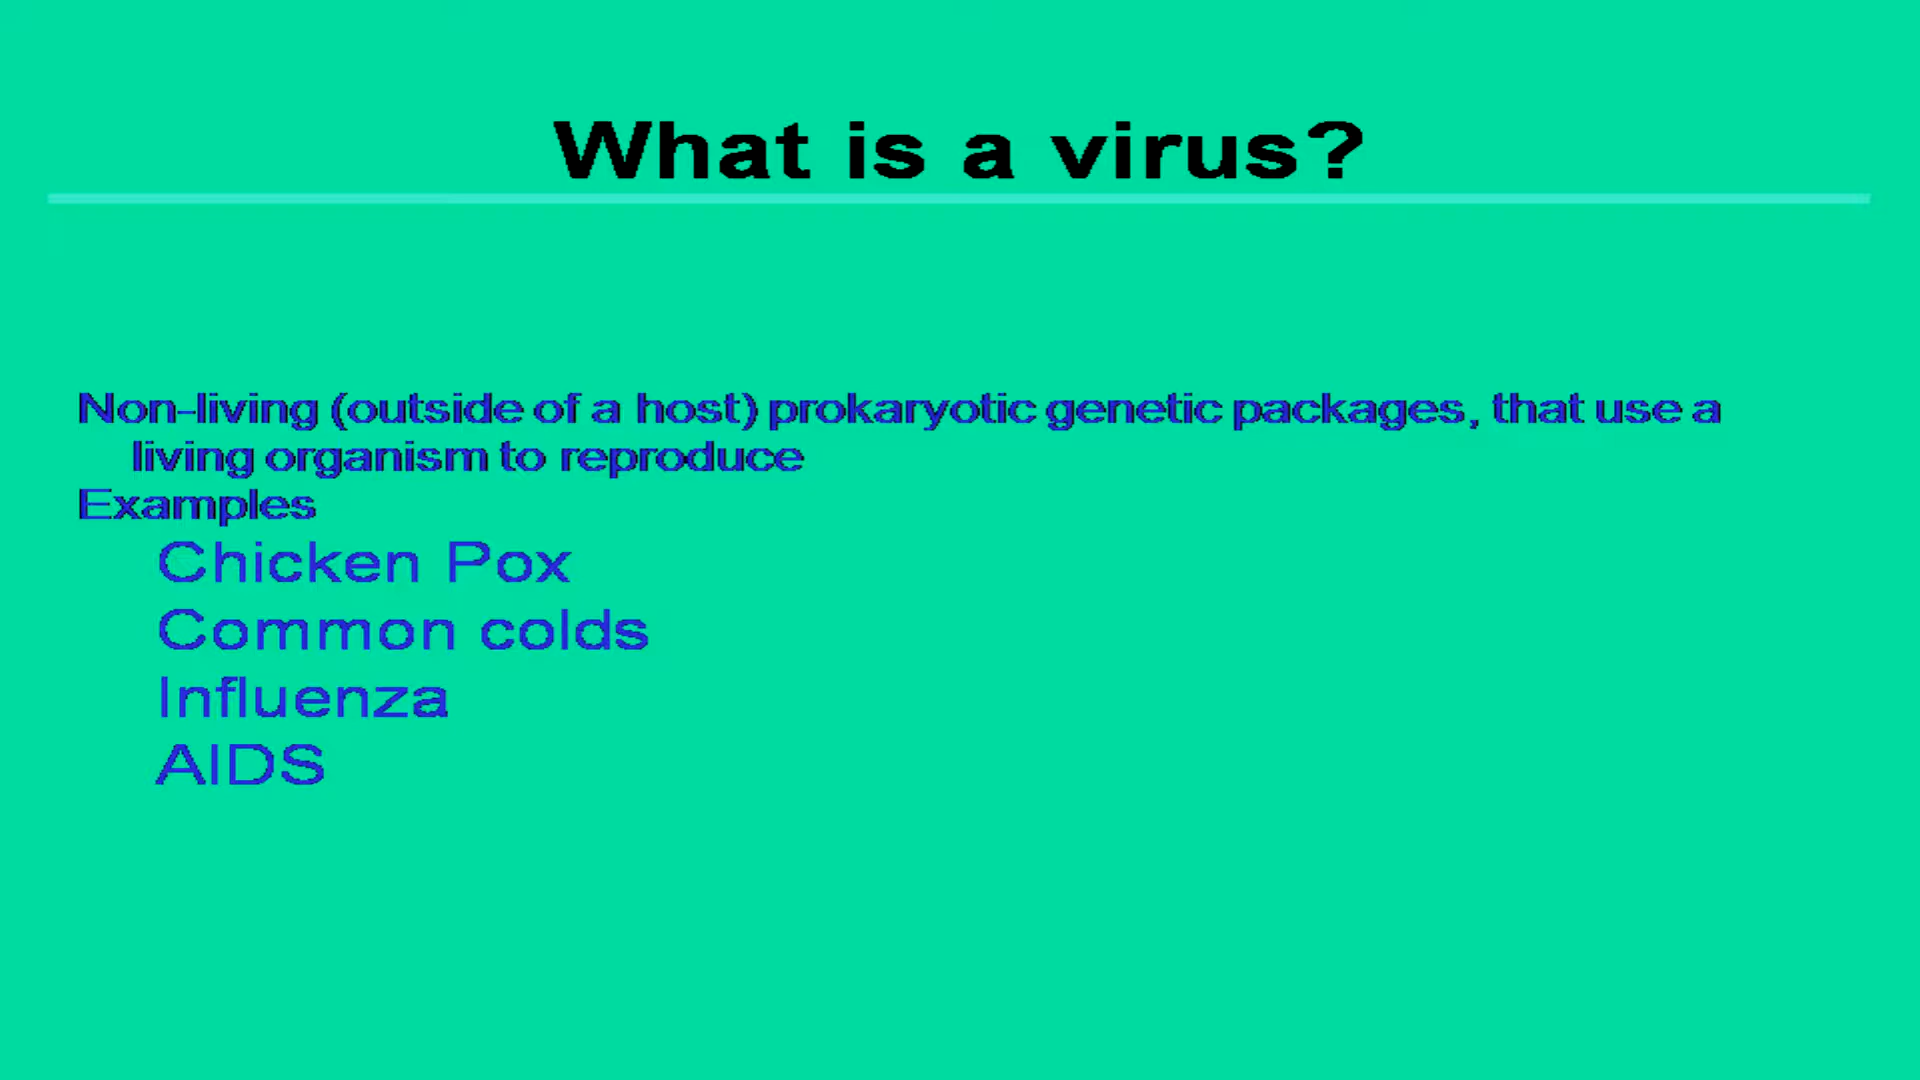 What is a virus?
Non-living (outside of a host) prokaryotic genetic packages, that use a
living organism to reproduce
Examples
Chicken Pox
Common colds
Influenza
AIDS